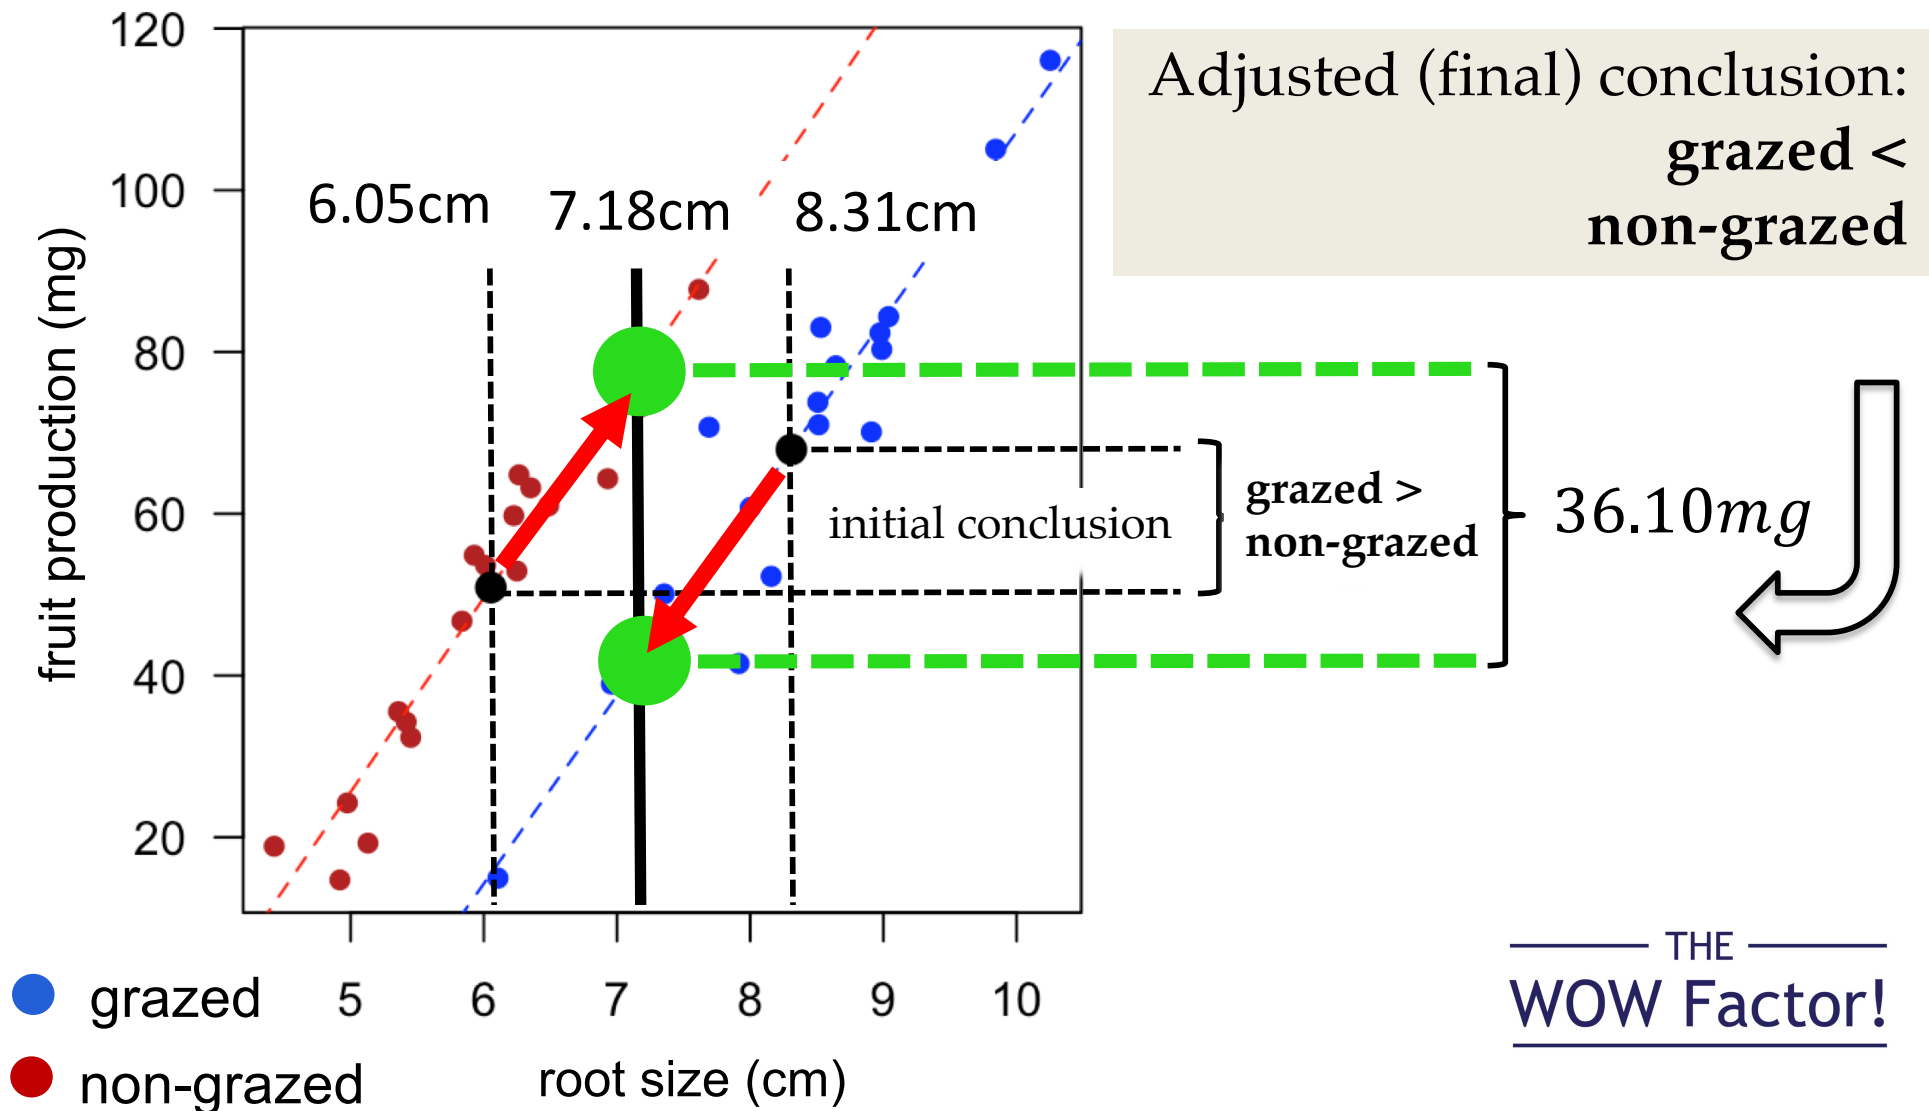 Adjusted (final) conclusion:
grazed <
non-grazed
120
100
80
60
40
20
fruit production (mg)
6.05cm
7.18cm
8.31cm
initial conclusion
grazed >
non-grazed
36.10mg
5
6
7
8
9
10
root size (cm)
grazed
non-grazed
THE
WOW Factor!